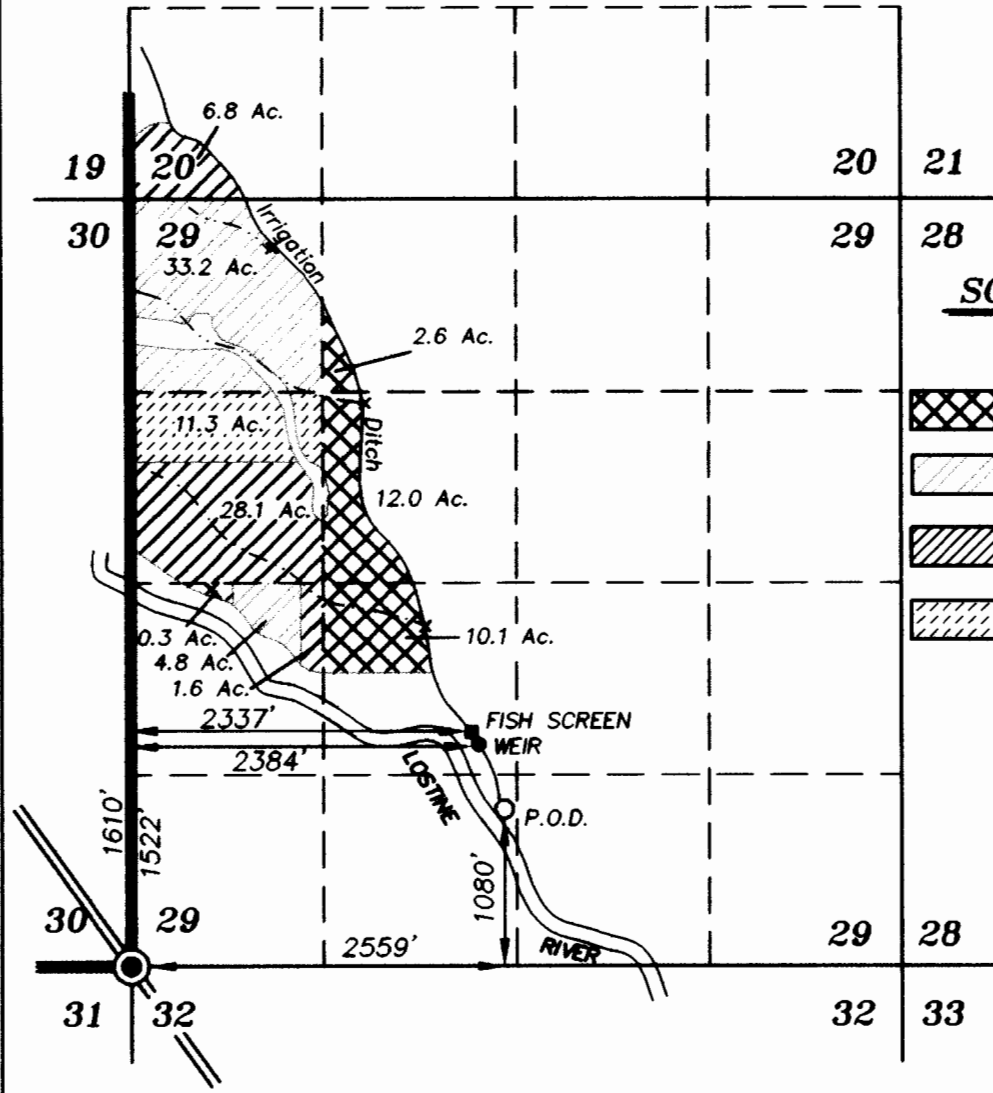 6.8 Ac.
19 20
20 21
30 29
29 28
Irrigation
33.2 Ac.
2.6 Ac.
11.3 Ac.
Ditch
12.0 Ac.
28.1 Ac.
0.3 Ac.
10.1 Ac.
4.8 Ac.
1.6 Ac.
2337'
FISH SCREEN
WEIR
2384'
LOSTINE
P.O.D.
1610'
1522'
1080'
30 29
29 28
2559'
RIVER
31 32
32 33